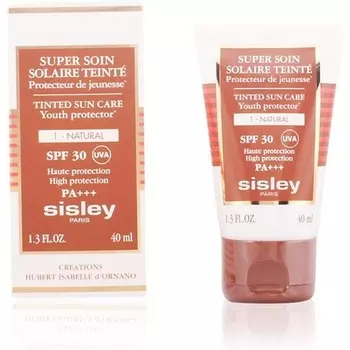 SUPER SOIN
SOLAIRE TEINTÉ
Protecteur de jeunesse*
TINTED SUN CARE
Youth protector*
1 - NATURAL
SPF 30 UVA
Haute protection
High protection
PA+++
sisley
PARIS
1.3 FL.OZ. 40 ml
CRÉATIONS
HUBERT ISABELLE d'ORNANO
SUPER SOIN
SOLAIRE TEINTÉ
Protecteur de jeunesse*
TINTED SUN CARE
Youth protector*
1 - NATURAL
SPF 30 UVA
Haute protection
High protection
PA+++
sisley
PARIS
1.3 FL.OZ. 40 ml